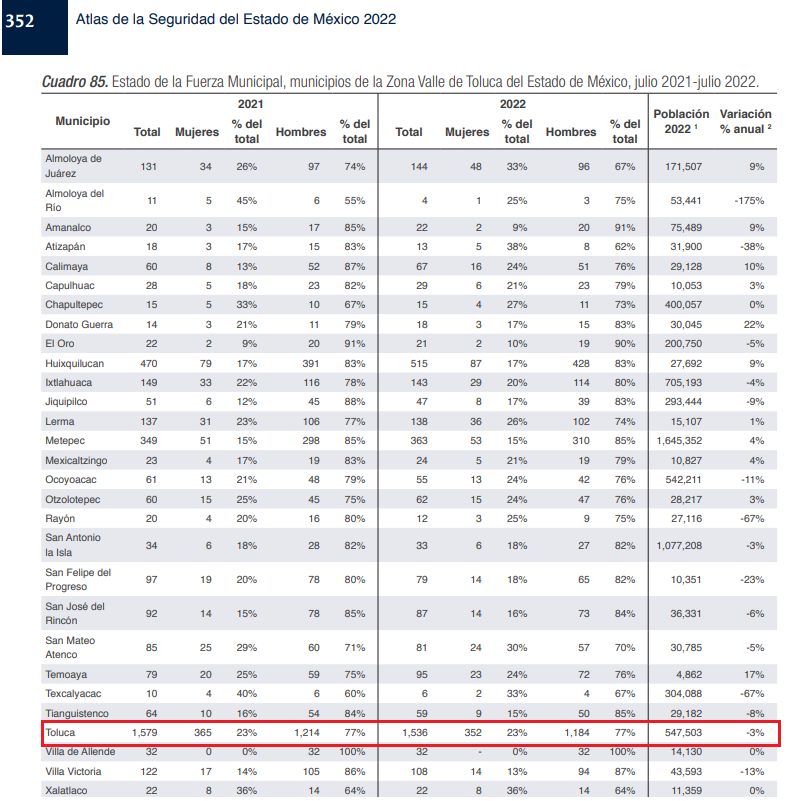 352
Atlas de la Seguridad del Estado de México 2022
Cuadro 85. Estado de la Fuerza Municipal, municipios de la Zona Valle de Toluca del Estado de México, julio 2021-julio 2022.
Municipio 2021 2022 Población 2022 ¹ Variación % anual ²
Total Mujeres % del total Hombres % del total Total Mujeres % del total Hombres % del total
Almoloya de Juárez 131 34 26% 97 74% 144 48 33% 96 67% 171,507 9%
Almoloya del Río 11 5 45% 6 55% 4 1 25% 3 75% 53,441 -175%
Amanalco 20 3 15% 17 85% 22 2 9% 20 91% 75,489 9%
Atizapán 18 3 17% 15 83% 13 5 38% 8 62% 31,900 -38%
Calimaya 60 8 13% 52 87% 67 16 24% 51 76% 29,128 10%
Capulhuac 28 5 18% 23 82% 29 6 21% 23 79% 10,053 3%
Chapultepec 15 5 33% 10 67% 15 4 27% 11 73% 400,057 0%
Donato Guerra 14 3 21% 11 79% 18 3 17% 15 83% 30,045 22%
El Oro 22 2 9% 20 91% 21 2 10% 19 90% 200,750 -5%
Huixquilucan 470 79 17% 391 83% 515 87 17% 428 83% 27,692 9%
Ixtlahuaca 149 33 22% 116 78% 143 29 20% 114 80% 705,193 -4%
Jiquipilco 51 6 12% 45 88% 47 8 17% 39 83% 293,444 -9%
Lerma 137 31 23% 106 77% 138 36 26% 102 74% 15,107 1%
Metepec 349 51 15% 298 85% 363 53 15% 310 85% 1,645,352 4%
Mexicaltzingo 23 4 17% 19 83% 24 5 21% 19 79% 10,827 4%
Ocoyoacac 61 13 21% 48 79% 55 13 24% 42 76% 542,211 -11%
Otzolotepec 60 15 25% 45 75% 62 15 24% 47 76% 28,217 3%
Rayón 20 4 20% 16 80% 12 3 25% 9 75% 27,116 -67%
San Antonio la Isla 34 6 18% 28 82% 33 6 18% 27 82% 1,077,208 -3%
San Felipe del Progreso 97 19 20% 78 80% 79 14 18% 65 82% 10,351 -23%
San José del Rincón 92 14 15% 78 85% 87 14 16% 73 84% 36,331 -6%
San Mateo Atenco 85 25 29% 60 71% 81 24 30% 57 70% 30,785 -5%
Temoaya 79 20 25% 59 75% 95 23 24% 72 76% 4,862 17%
Texcalyacac 10 4 40% 6 60% 6 2 33% 4 67% 304,088 -67%
Tianguistenco 64 10 16% 54 84% 59 9 15% 50 85% 29,182 -8%
Toluca 1,579 365 23% 1,214 77% 1,536 352 23% 1,184 77% 547,503 -3%
Villa de Allende 32 0 0% 32 100% 32 - 0% 32 100% 14,130 0%
Villa Victoria 122 17 14% 105 86% 108 14 13% 94 87% 43,593 -13%
Xalatlaco 22 8 36% 14 64% 22 8 36% 14 64% 11,359 0%